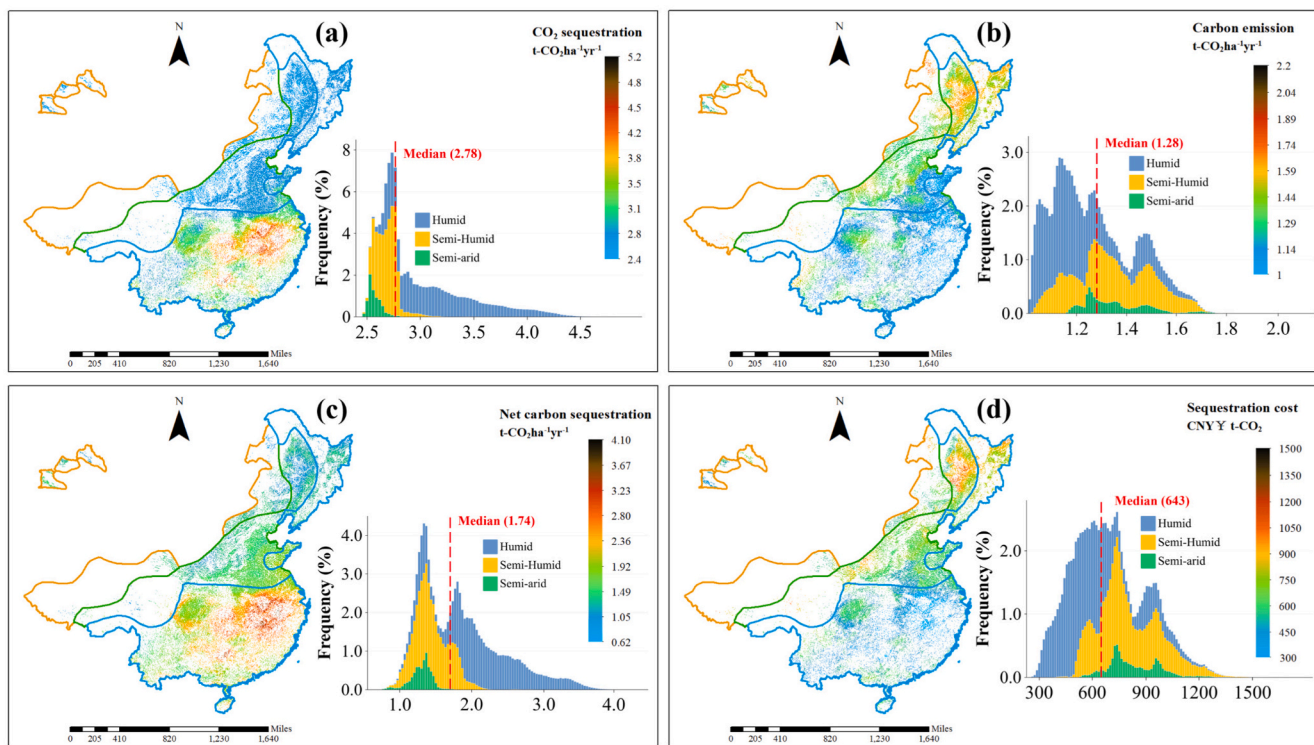 N
(a)
CO₂ sequestration
t-CO₂ha⁻¹yr⁻¹
5.2
4.8
4.5
4.2
3.8
3.5
3.1
2.8
2.4
Median (2.78)
Frequency (%)
8
6
4
2
0
Humid
Semi-Humid
Semi-arid
2.5 3.0 3.5 4.0 4.5
0 205 410 820 1,230 1,640 Miles
N
(b)
Carbon emission
t-CO₂ha⁻¹yr⁻¹
2.2
2.1
1.9
1.8
1.6
1.4
1.3
1.1
1
Median (1.28)
Frequency (%)
3.0
2.0
1.0
0.0
Humid
Semi-Humid
Semi-arid
1.2 1.4 1.6 1.8 2.0
0 205 410 820 1,230 1,640 Miles
N
(c)
Net carbon sequestration
t-CO₂ha⁻¹yr⁻¹
4.10
3.67
3.23
2.80
2.36
1.92
1.49
1.05
0.62
Median (1.74)
Frequency (%)
4.0
3.0
2.0
1.0
0.0
Humid
Semi-Humid
Semi-arid
1.0 2.0 3.0 4.0
0 205 410 820 1,230 1,640 Miles
N
(d)
Sequestration cost
CNY¥ t-CO₂
1500
1300
1200
1000
900
750
600
450
300
Median (643)
Frequency (%)
2.0
1.0
0.0
Humid
Semi-Humid
Semi-arid
300 600 900 1200 1500
0 205 410 820 1,230 1,640 Miles